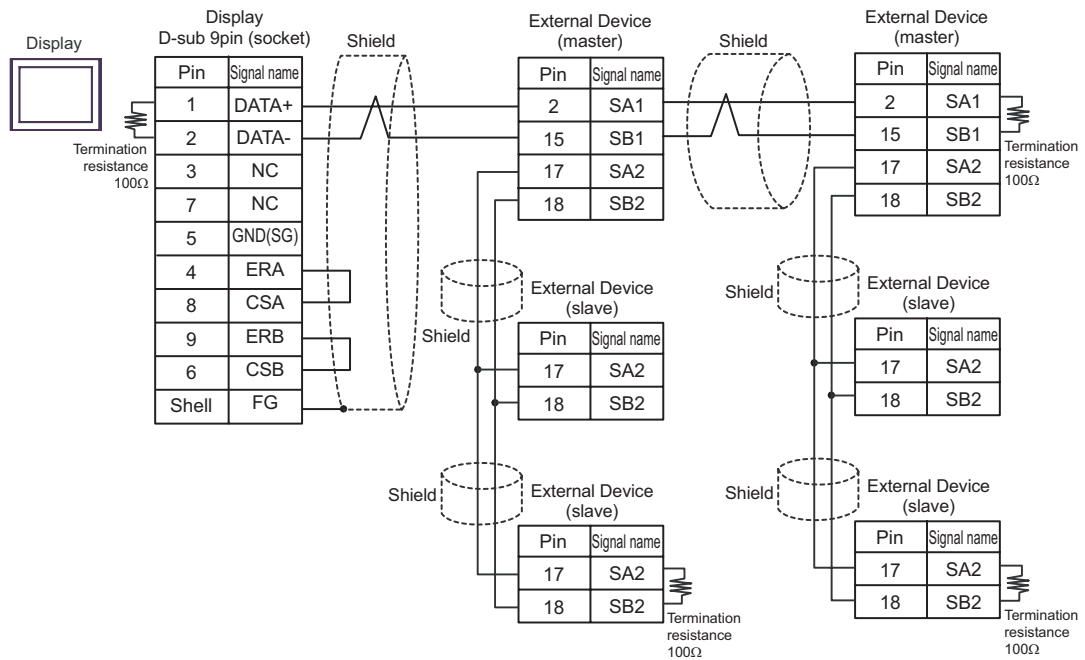 Display
Display
D-sub 9pin (socket)
Pin Signal name
1 DATA+
2 DATA-
3 NC
7 NC
5 GND(SG)
4 ERA
8 CSA
9 ERB
6 CSB
Shell FG
Termination
resistance
100Ω
Shield
External Device
(master)
Pin Signal name
2 SA1
15 SB1
17 SA2
18 SB2
Shield
External Device
(master)
Pin Signal name
2 SA1
15 SB1
17 SA2
18 SB2
Termination
resistance
100Ω
Shield
External Device
(slave)
Pin Signal name
17 SA2
18 SB2
Shield
External Device
(slave)
Pin Signal name
17 SA2
18 SB2
Shield
External Device
(slave)
Pin Signal name
17 SA2
18 SB2
Termination
resistance
100Ω
Shield
External Device
(slave)
Pin Signal name
17 SA2
18 SB2
Termination
resistance
100Ω